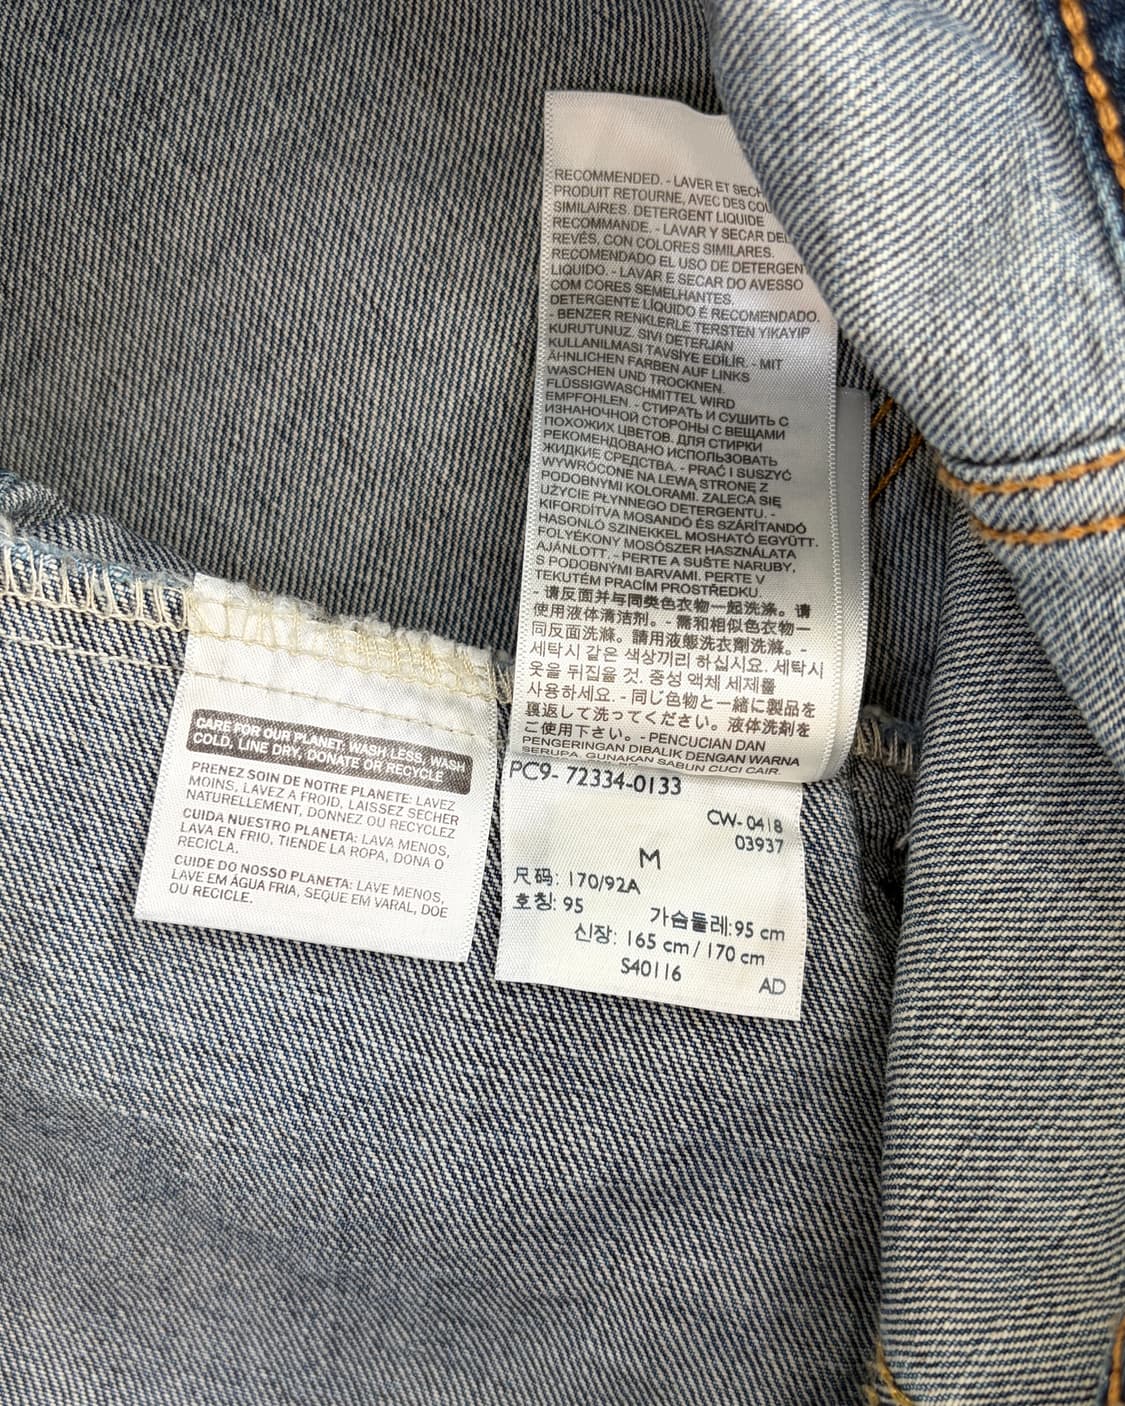 RECOMMENDED. - LAVER ET
PRODUIT RETOURNE, AVEC DES
SIMILAIRES. DETERGENT LIQUIDE
RECOMMANDE. - LAVAR Y SECAR
REVÉS, CON COLORES SIMILARES.
RECOMENDADO EL USO DE
LIQUIDO. - LAVAR E SECAR DO AVESSO
COM CORES SEMELHANTES.
DETERGENTE LÍQUIDO É RECOMENDADO.
- BENZER RENKLERLE TERSTEN YIKAYIP
KURUTUNUZ. SIVI DETERJAN
KULLANILMASI TAVSİYE EDİLİR. - MIT
ÄHNLICHEN FARBEN AUF LINKS
WASCHEN UND TROCKNEN.
FLÜSSIGWASCHMITTEL WIRD
EMPFOHLEN. - СТИРАТЬ И СУШИТЬ С
ИЗНАНОЧНОЙ СТОРОНЫ С ВЕЩАМИ
ПОХОЖИХ ЦВЕТОВ. ДЛЯ СТИРКИ
РЕКОМЕНДОВАНО ИСПОЛЬЗОВАТЬ
ЖИДКИЕ СРЕДСТВА. - PRAĆ I SUSZYĆ
WYWRÓCONE NA LEWĄ STRONĘ Z
PODOBNYMI KOLORAMI. ZALECA SIĘ
UŻYCIE PŁYNNEGO DETERGENTU. -
KIFORDÍTVA MOSANDÓ ÉS SZÁRÍTANDÓ
HASONLÓ SZINEKKEL MOSHATÓ EGYÜTT.
FOLYÉKONY MOSÓSZER HASZNÁLATA
AJÁNLOTT. - PERTE A SUŠTE NARUBY,
S PODOBNÝMI BARVAMI. PERTE V
TEKUTÉM PRACÍM PROSTŘEDKU.
- 请反面并与同类色衣物一起洗涤。请
使用液体清洁剂。- 需和相似色衣物一
同反面洗滌。請用液態洗衣劑洗滌。-
세탁시 같은 색상끼리 하십시요. 세탁시
옷을 뒤집을 것. 중성 액체 세제를
사용하세요. - 同じ色物と一緒に製品を
裏返して洗ってください。液体洗剤を
ご使用下さい。- PENCUCIAN DAN
PENGERINGAN DIBALIK DENGAN WARNA
SERUPA. GUNAKAN SABUN CUCI CAIR.
CARE FOR OUR PLANET: WASH LESS, WASH
COLD, LINE DRY, DONATE OR RECYCLE
PRENEZ SOIN DE NOTRE PLANETE: LAVEZ
MOINS, LAVEZ A FROID, LAISSEZ SECHER
NATURELLEMENT, DONNEZ OU RECYCLEZ
CUIDA NUESTRO PLANETA: LAVA MENOS,
LAVA EN FRIO, TIENDE LA ROPA, DONA O
RECICLA.
CUIDE DO NOSSO PLANETA: LAVE MENOS,
LAVE EM ÁGUA FRIA, SEQUE EM VARAL, DOE
OU RECICLE.
PC9- 72334-0133
CW-0418
03937
M
尺码: 170/92A
호칭: 95 가슴둘레:95 cm
신장: 165 cm / 170 cm
S40116
AD